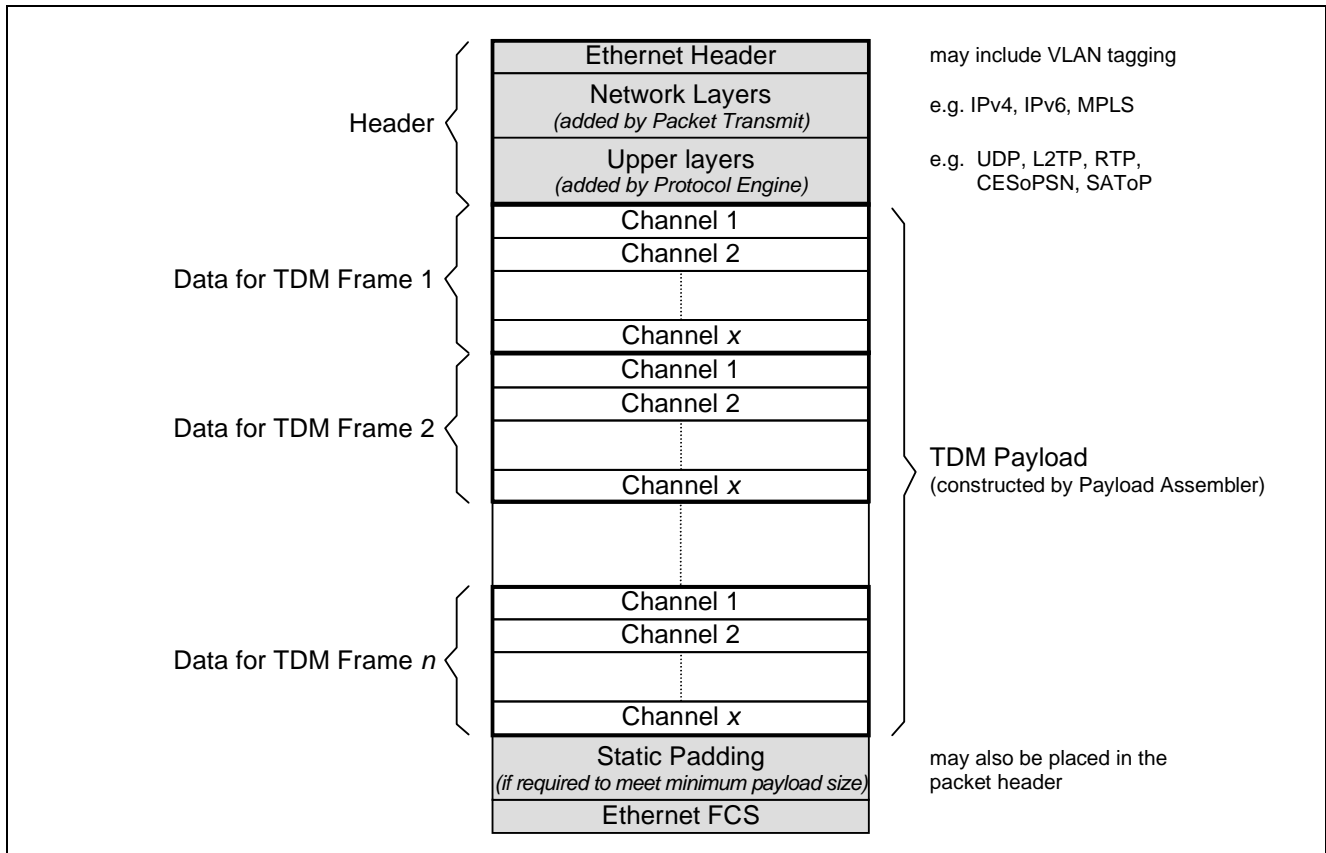 Ethernet Header
may include VLAN tagging
Header
Network Layers
(added by Packet Transmit)
e.g. IPv4, IPv6, MPLS
Upper layers
(added by Protocol Engine)
e.g. UDP, L2TP, RTP,
CESoPSN, SAToP
Data for TDM Frame 1
Channel 1
Channel 2
Channel x
Data for TDM Frame 2
Channel 1
Channel 2
Channel x
TDM Payload
(constructed by Payload Assembler)
Data for TDM Frame n
Channel 1
Channel 2
Channel x
Static Padding
(if required to meet minimum payload size)
may also be placed in the
packet header
Ethernet FCS